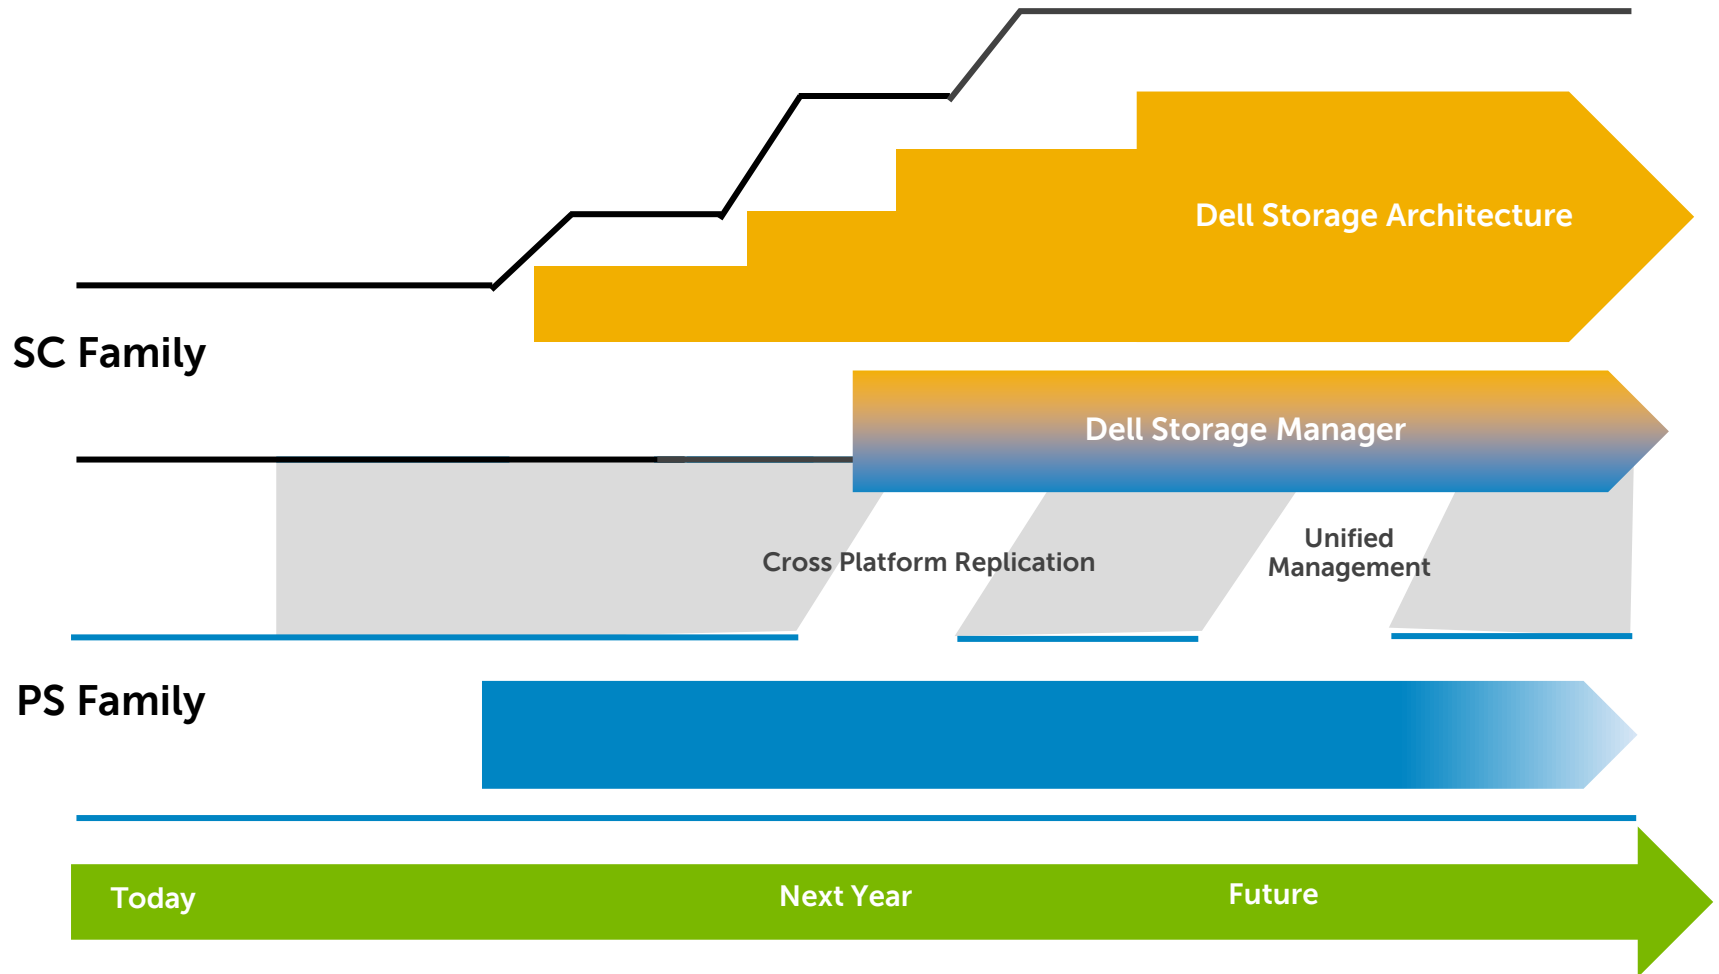 Dell Storage Architecture
SC Family
Dell Storage Manager
Cross Platform Replication
Unified
Management
PS Family
Today
Next Year
Future